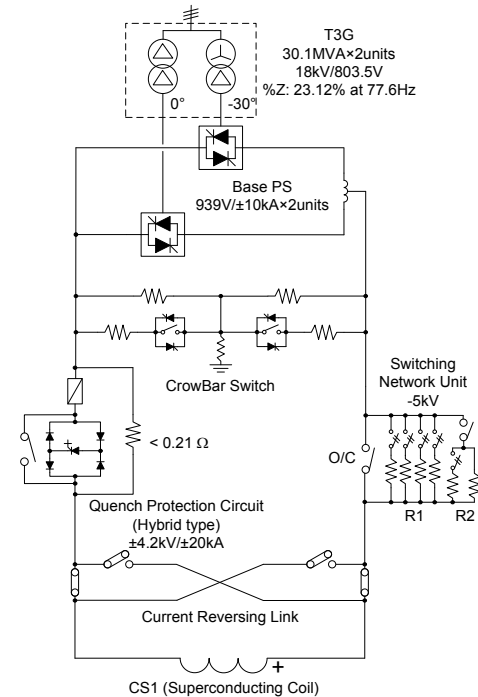 T3G
30.1MVA×2units
18kV/803.5V
%Z: 23.12% at 77.6Hz
0°
-30°
Base PS
939V/±10kA×2units
CrowBar Switch
Switching
Network Unit
-5kV
< 0.21 Ω
O/C
R1
R2
Quench Protection Circuit
(Hybrid type)
±4.2kV/±20kA
Current Reversing Link
+
CS1 (Superconducting Coil)